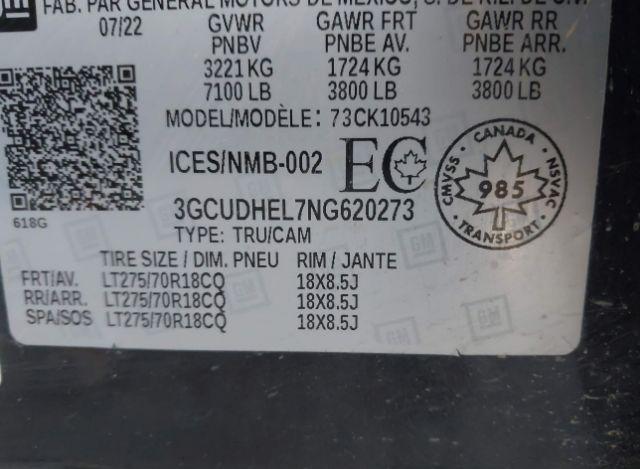 FAB. PAR GENERAL MOTORS DE MEXICO, S. DE R.L. DE C.V.
07/22 GVWR GAWR FRT GAWR RR
PNBV PNBE AV. PNBE ARR.
3221 KG 1724 KG 1724 KG
7100 LB 3800 LB 3800 LB
MODEL/MODÈLE: 73CK10543
ICES/NMB-002 EC
CANADA
CMVSS 985 NSVAC
TRANSPORT
618G
3GCUDHEL7NG620273
TYPE: TRU/CAM
TIRE SIZE / DIM. PNEU RIM / JANTE
FRT/AV. LT275/70R18CQ 18X8.5J
RR/ARR. LT275/70R18CQ 18X8.5J
SPA/SOS LT275/70R18CQ 18X8.5J